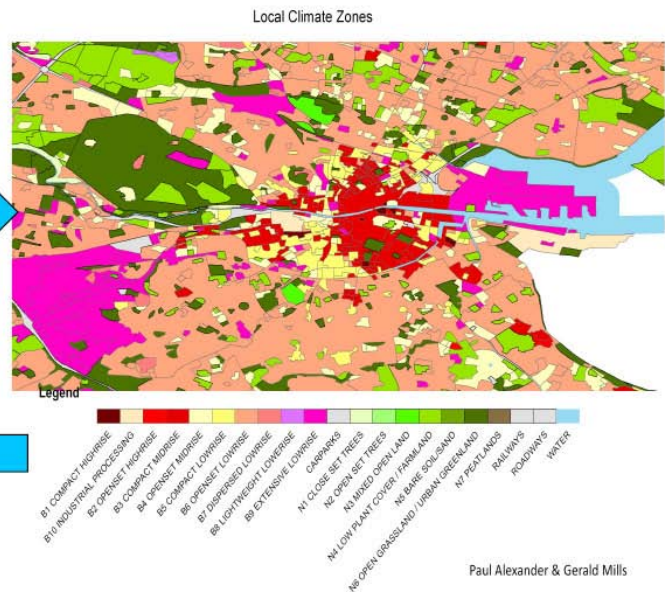 Local Climate Zones
Legend
B1 COMPACT HIGHRISE
B10 INDUSTRIAL PROCESSING
B2 OPENSET HIGHRISE
B3 COMPACT MIDRISE
B4 OPENSET MIDRISE
B5 COMPACT LOWRISE
B6 OPENSET LOWRISE
B7 DISPERSED LOWRISE
B8 LIGHTWEIGHT LOWERISE
B9 EXTENSIVE LOWRISE
CARPARKS
N1 CLOSE SET TREES
N2 OPEN SET TREES
N3 MIXED OPEN LAND
N4 LOW PLANT COVER / FARMLAND
N5 BARE SOIL/SAND
N6 OPEN GRASSLAND / URBAN GREENLAND
N7 PEATLANDS
RAILWAYS
ROADWAYS
WATER
Paul Alexander & Gerald Mills